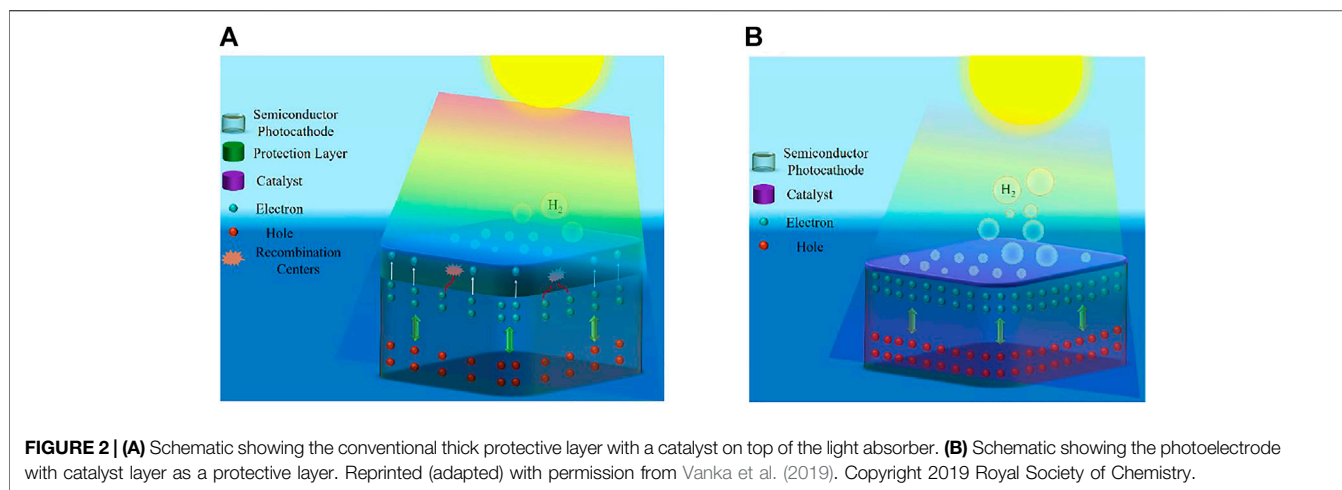 A
Semiconductor
Photocathode
Protection Layer
Catalyst
Electron
Hole
Recombination
Centers
H2
B
Semiconductor
Photocathode
Catalyst
Electron
Hole
H2
FIGURE 2 | (A) Schematic showing the conventional thick protective layer with a catalyst on top of the light absorber. (B) Schematic showing the photoelectrode
with catalyst layer as a protective layer. Reprinted (adapted) with permission from Vanka et al. (2019). Copyright 2019 Royal Society of Chemistry.